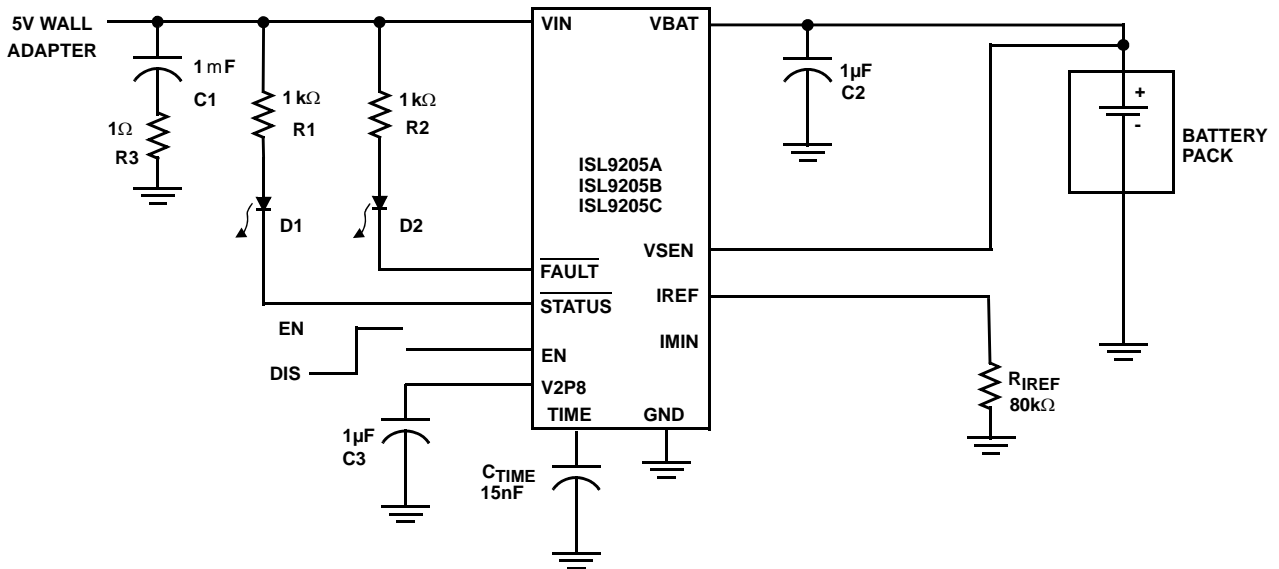 5V WALL
ADAPTER
1mF
C1
1Ω
R3
1kΩ
R1
1kΩ
R2
D1
D2
VIN
VBAT
ISL9205A
ISL9205B
ISL9205C
VSEN
FAULT
IREF
STATUS
IMIN
EN
V2P8
TIME
GND
EN
DIS
1µF
C3
CTIME
15nF
1µF
C2
+
-
BATTERY
PACK
RIREF
80kΩ